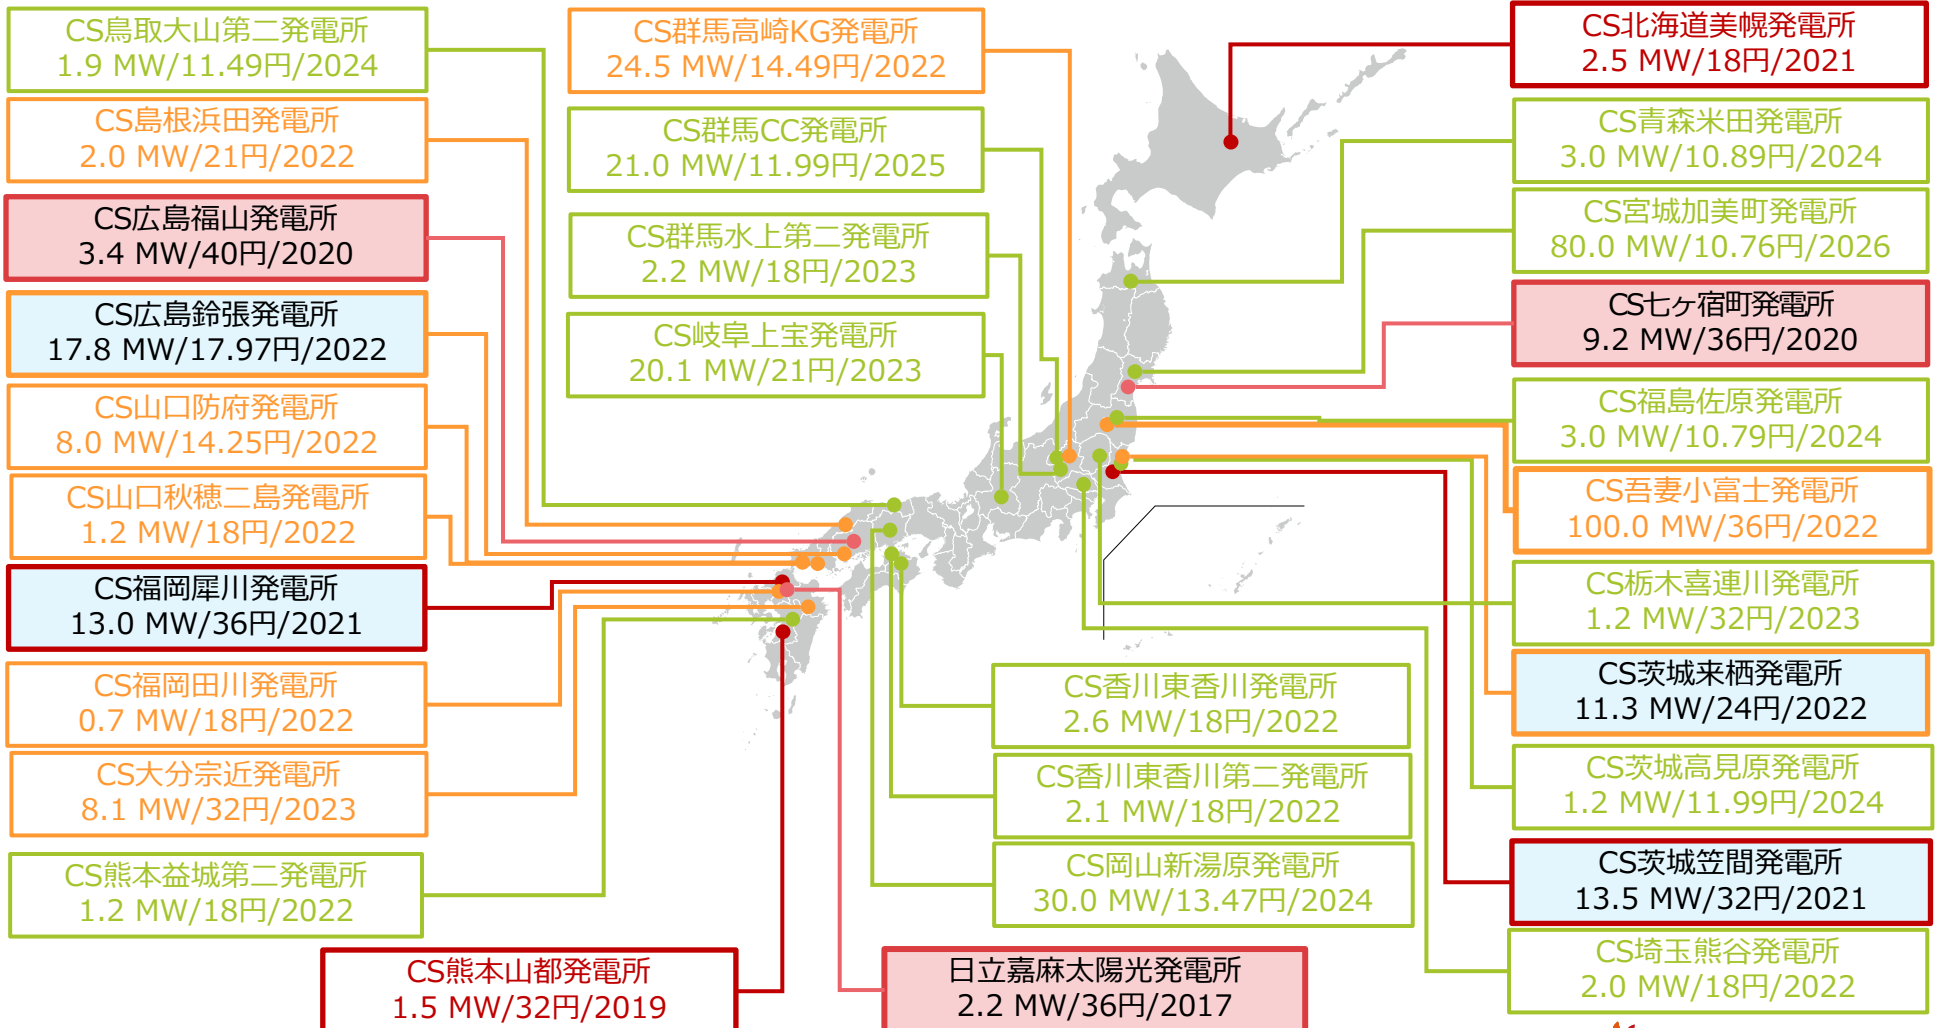 CS鳥取大山第二発電所
1.9 MW/11.49円/2024
CS島根浜田発電所
2.0 MW/21円/2022
CS広島福山発電所
3.4 MW/40円/2020
CS広島鈴張発電所
17.8 MW/17.97円/2022
CS山口防府発電所
8.0 MW/14.25円/2022
CS山口秋穂二島発電所
1.2 MW/18円/2022
CS福岡犀川発電所
13.0 MW/36円/2021
CS福岡田川発電所
0.7 MW/18円/2022
CS大分宗近発電所
8.1 MW/32円/2023
CS熊本益城第二発電所
1.2 MW/18円/2022
CS熊本山都発電所
1.5 MW/32円/2019
CS群馬高崎KG発電所
24.5 MW/14.49円/2022
CS群馬CC発電所
21.0 MW/11.99円/2025
CS群馬水上第二発電所
2.2 MW/18円/2023
CS岐阜上宝発電所
20.1 MW/21円/2023
CS香川東香川発電所
2.6 MW/18円/2022
CS香川東香川第二発電所
2.1 MW/18円/2022
CS岡山新湯原発電所
30.0 MW/13.47円/2024
日立嘉麻太陽光発電所
2.2 MW/36円/2017
CS北海道美幌発電所
2.5 MW/18円/2021
CS青森米田発電所
3.0 MW/10.89円/2024
CS宮城加美町発電所
80.0 MW/10.76円/2026
CS七ヶ宿町発電所
9.2 MW/36円/2020
CS福島佐原発電所
3.0 MW/10.79円/2024
CS吾妻小富士発電所
100.0 MW/36円/2022
CS栃木喜連川発電所
1.2 MW/32円/2023
CS茨城来栖発電所
11.3 MW/24円/2022
CS茨城高見原発電所
1.2 MW/11.99円/2024
CS茨城笠間発電所
13.5 MW/32円/2021
CS埼玉熊谷発電所
2.0 MW/18円/2022